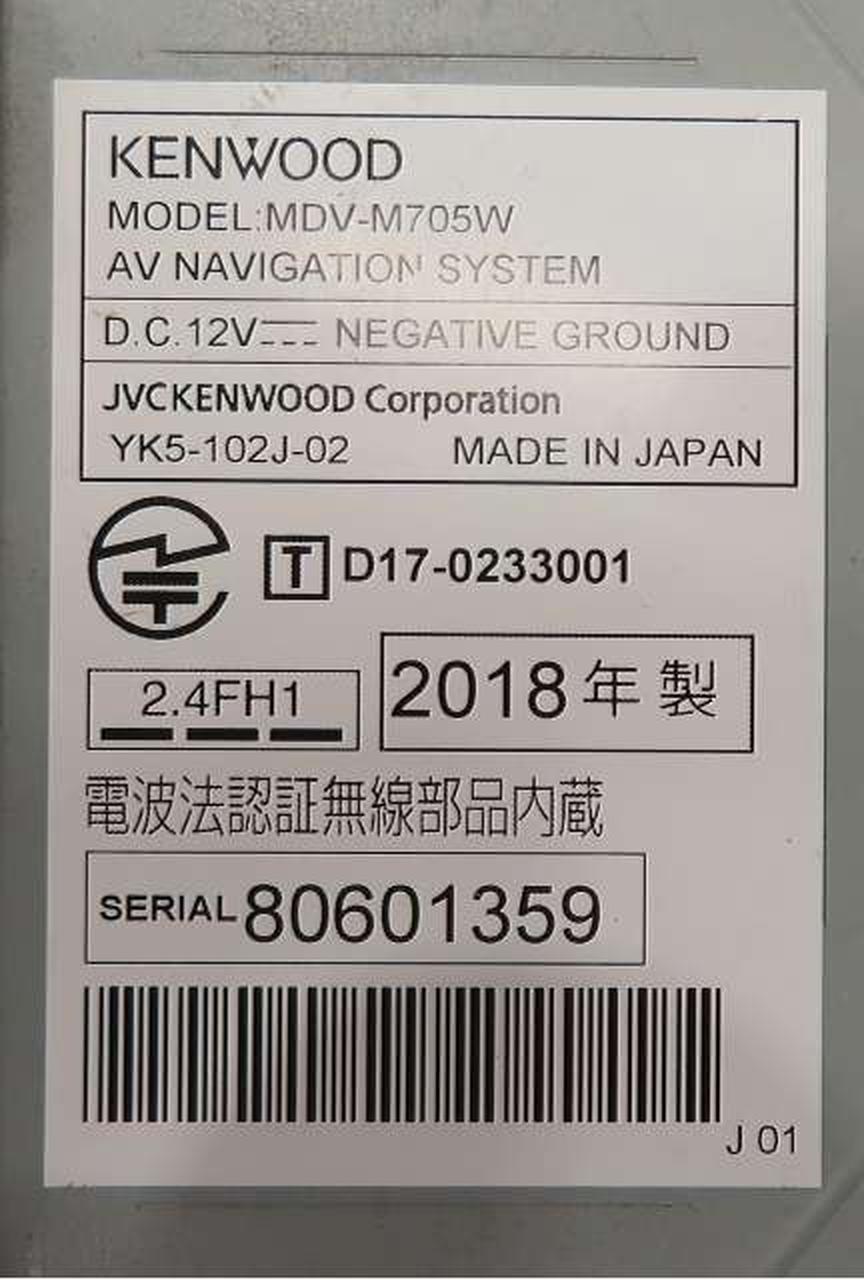 KENWOOD
MODEL:MDV-M705W
AV NAVIGATION SYSTEM
D.C.12V⎓ NEGATIVE GROUND
JVCKENWOOD Corporation
YK5-102J-02 MADE IN JAPAN
T D17-0233001
2.4FH1
2018年製
電波法認証無線部品内蔵
SERIAL 80601359
J 01